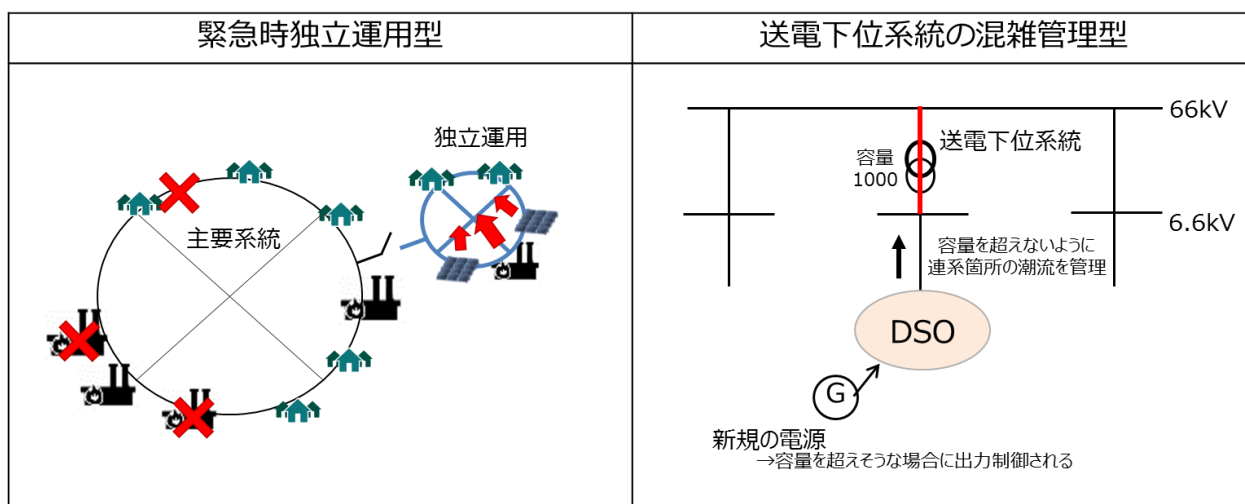 緊急時独立運用型
送電下位系統の混雑管理型
独立運用
主要系統
66kV
送電下位系統
容量
1000
6.6kV
容量を超えないように
連系箇所の潮流を管理
DSO
G
新規の電源
→容量を超えそうな場合に出力制御される